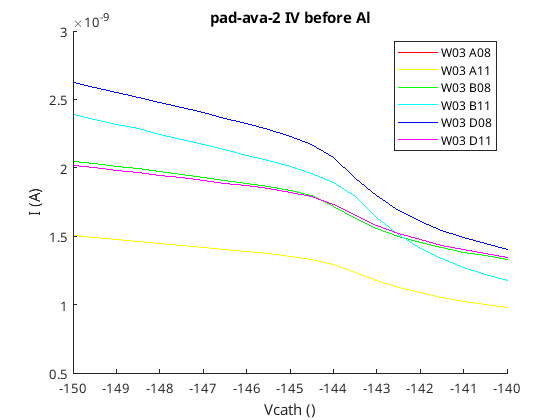 pad-ava-2 IV before Al
×10-9
3
2.5
2
1.5
1
0.5
I (A)
W03 A08
W03 A11
W03 B08
W03 B11
W03 D08
W03 D11
-150 -149 -148 -147 -146 -145 -144 -143 -142 -141 -140
Vcath ()